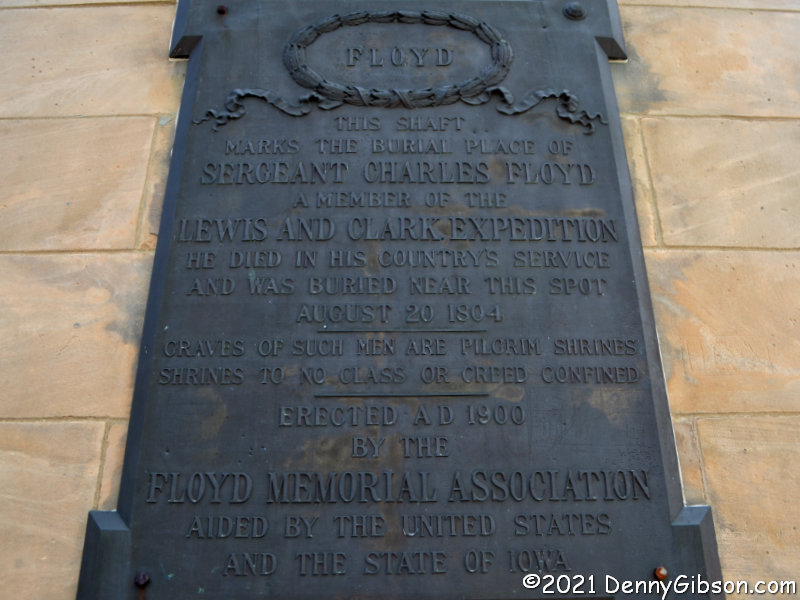 FLOYD
THIS SHAFT
MARKS THE BURIAL PLACE OF
SERGEANT CHARLES FLOYD
A MEMBER OF THE
LEWIS AND CLARK EXPEDITION
HE DIED IN HIS COUNTRY'S SERVICE
AND WAS BURIED NEAR THIS SPOT
AUGUST 20 1804
GRAVES OF SUCH MEN ARE PILGRIM SHRINES
SHRINES TO NO CLASS OR CREED CONFINED
ERECTED A D 1900
BY THE
FLOYD MEMORIAL ASSOCIATION
AIDED BY THE UNITED STATES
AND THE STATE OF IOWA
©2021 DennyGibson.com